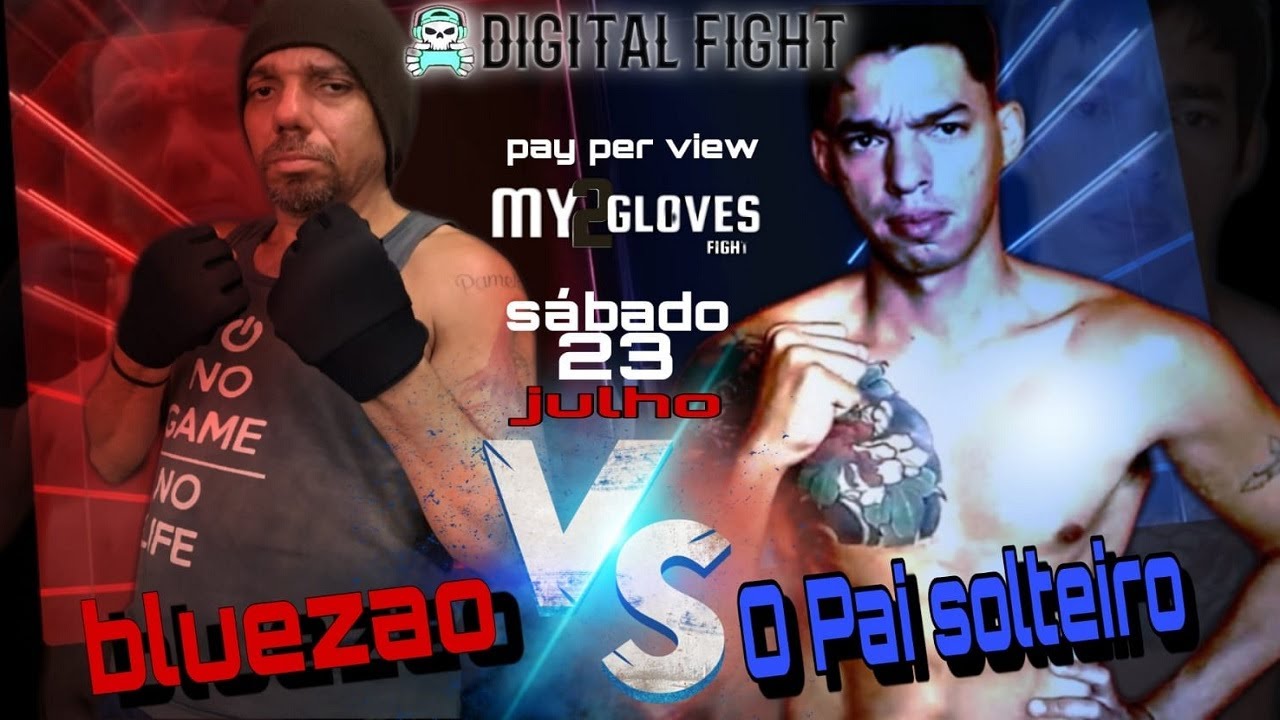 DIGITAL FIGHT
pay per view
MY2GLOVES
FIGHT
sábado
23
julho
NO
GAME
NO
LIFE
VS
bluezao
O Pai solteiro